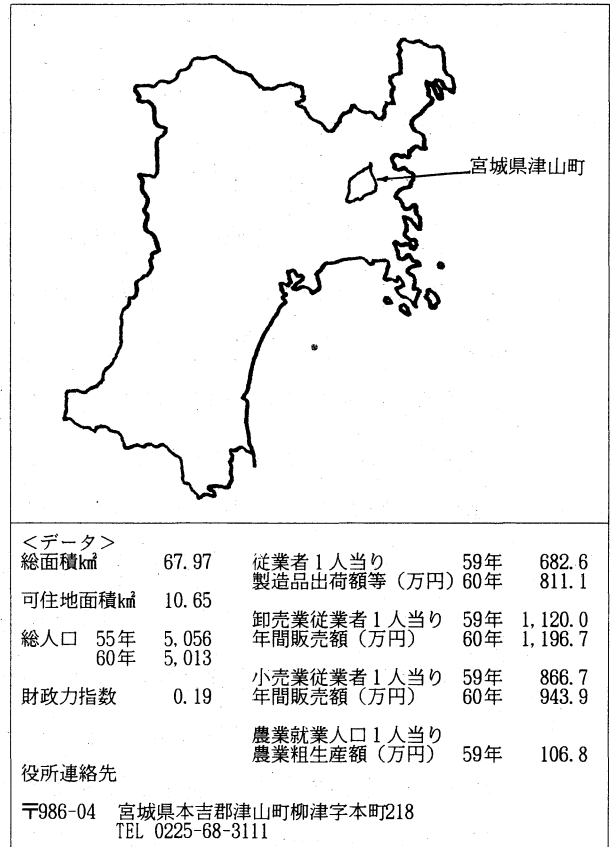 宮城県津山町
<データ>
総面積k㎡ 67.97
可住地面積k㎡ 10.65
総人口 55年 5,056
60年 5,013
財政力指数 0.19
従業者1人当り 59年 682.6
製造品出荷額等(万円) 60年 811.1
卸売業従業者1人当り 59年 1,120.0
年間販売額(万円) 60年 1,196.7
小売業従業者1人当り 59年 866.7
年間販売額(万円) 60年 943.9
農業就業人口1人当り
農業粗生産額(万円) 59年 106.8
役所連絡先
〒986-04 宮城県本吉郡津山町柳津字本町218
TEL 0225-68-3111